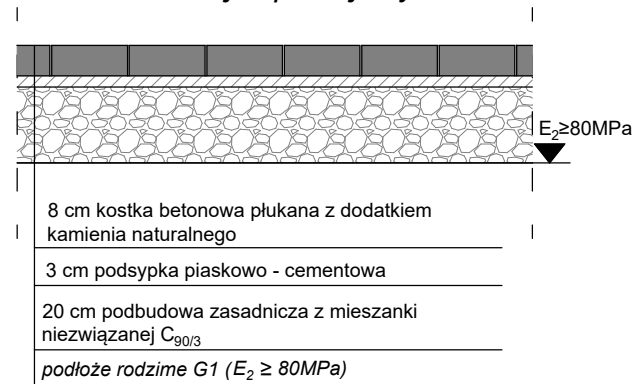 E₂≥80MPa
8 cm kostka betonowa płukana z dodatkiem
kamienia naturalnego
3 cm podsypka piaskowo - cementowa
20 cm podbudowa zasadnicza z mieszanki
niezwiązanej C₉₀/₃
podłoże rodzime G1 (E₂ ≥ 80MPa)